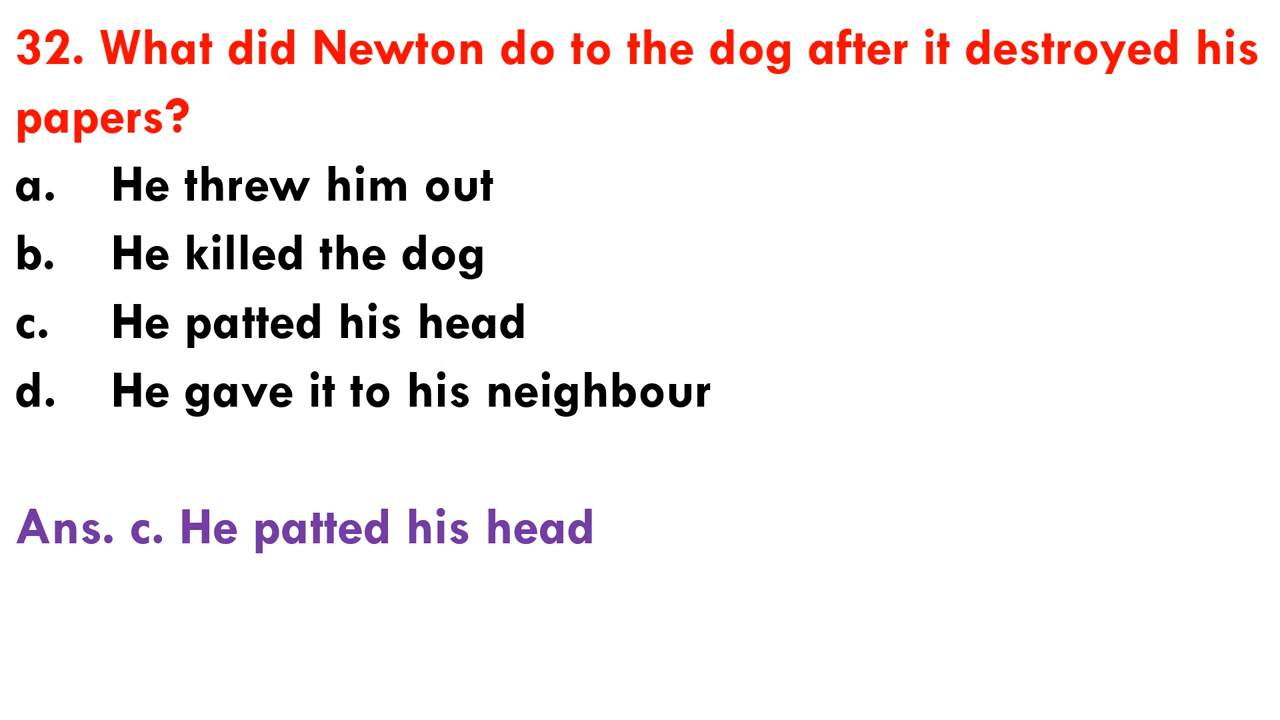 32. What did Newton do to the dog after it destroyed his
papers?
a. He threw him out
b. He killed the dog
c. He patted his head
d. He gave it to his neighbour
Ans. c. He patted his head